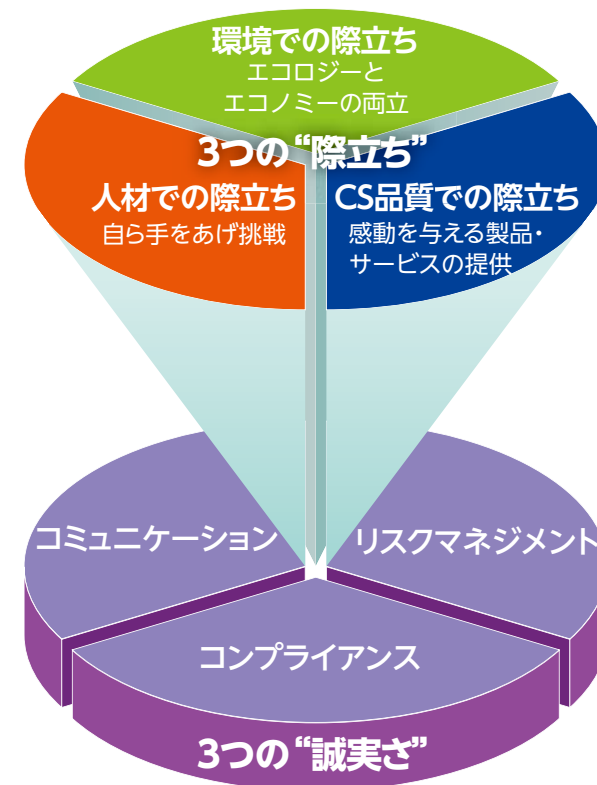 環境での際立ち
エコロジーと
エコノミーの両立
3つの“際立ち”
人材での際立ち
自ら手をあげ挑戦
CS品質での際立ち
感動を与える製品・
サービスの提供
コミュニケーション
リスクマネジメント
コンプライアンス
3つの“誠実さ”